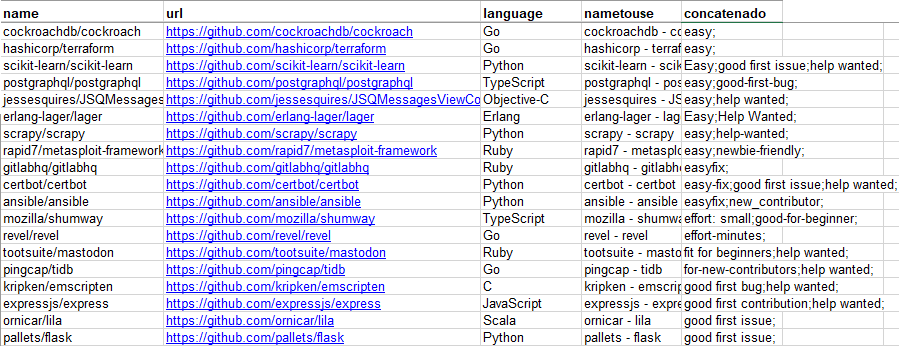 name url language nametouse concatenado
cockroachdb/cockroach https://github.com/cockroachdb/cockroach Go cockroachdb - co easy;
hashicorp/terraform https://github.com/hashicorp/terraform Go hashicorp - terraf easy;
scikit-learn/scikit-learn https://github.com/scikit-learn/scikit-learn Python scikit-learn - scik Easy;good first issue;help wanted;
postgraphql/postgraphql https://github.com/postgraphql/postgraphql TypeScript postgraphql - pos easy;good-first-bug;
jessesquires/JSQMessages https://github.com/jessesquires/JSQMessagesViewCo Objective-C jessesquires - JS easy;help wanted;
erlang-lager/lager https://github.com/erlang-lager/lager Erlang erlang-lager - lag Easy;Help Wanted;
scrapy/scrapy https://github.com/scrapy/scrapy Python scrapy - scrapy easy;help-wanted;
rapid7/metasploit-framework https://github.com/rapid7/metasploit-framework Ruby rapid7 - metasplo easy;newbie-friendly;
gitlabhq/gitlabhq https://github.com/gitlabhq/gitlabhq Ruby gitlabhq - gitlabh easyfix;
certbot/certbot https://github.com/certbot/certbot Python certbot - certbot easy-fix;good first issue;help wanted;
ansible/ansible https://github.com/ansible/ansible Python ansible - ansible easyfix;new_contributor;
mozilla/shumway https://github.com/mozilla/shumway TypeScript mozilla - shumwa effort: small;good-for-beginner;
revel/revel https://github.com/revel/revel Go revel - revel effort-minutes;
tootsuite/mastodon https://github.com/tootsuite/mastodon Ruby tootsuite - masto fit for beginners;help wanted;
pingcap/tidb https://github.com/pingcap/tidb Go pingcap - tidb for-new-contributors;help wanted;
kripken/emscripten https://github.com/kripken/emscripten C kripken - emscrip good first bug;help wanted;
expressjs/express https://github.com/expressjs/express JavaScript expressjs - expres good first contribution;help wanted;
ornicar/lila https://github.com/ornicar/lila Scala ornicar - lila good first issue;
pallets/flask https://github.com/pallets/flask Python pallets - flask good first issue;